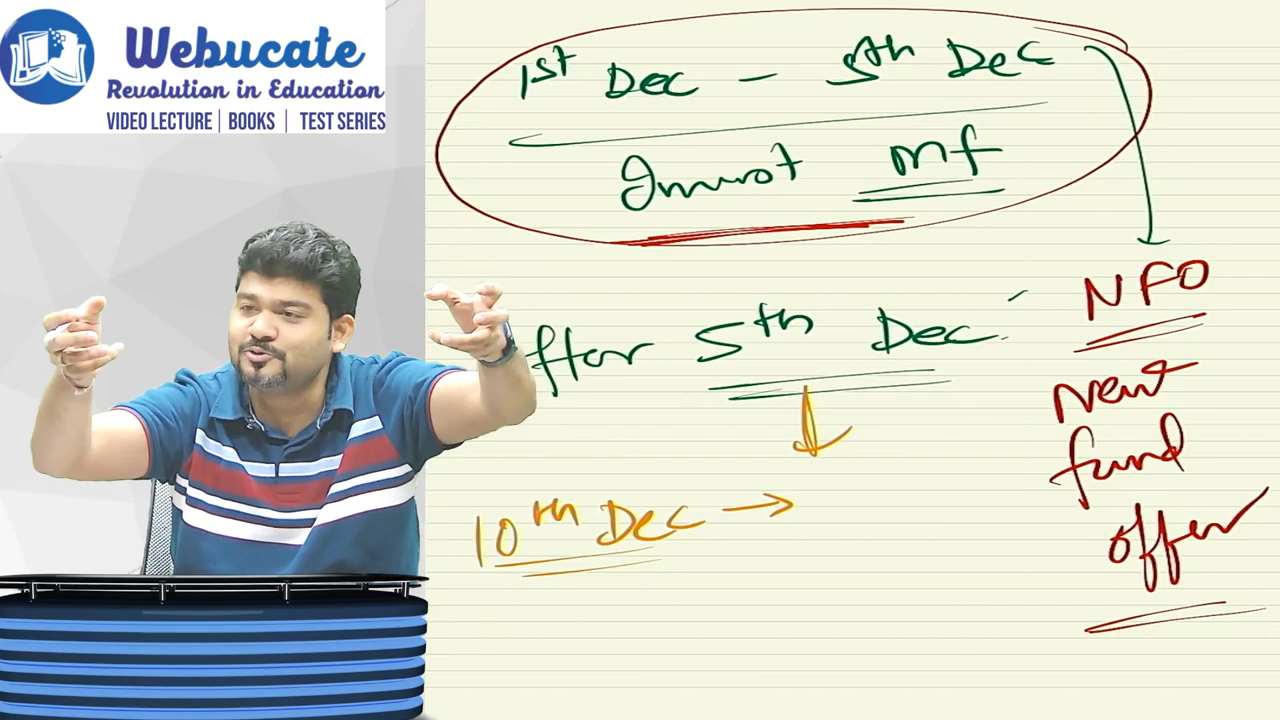 Webucate
Revolution in Education
VIDEO LECTURE | BOOKS | TEST SERIES
1st Dec - 5th Dec
Invest MF
NFO
5th Dec
New
fund
offer
10th Dec →